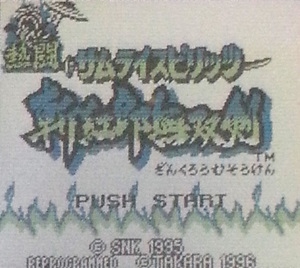 熱闘
サムライスピリッツ
斬紅郎無双剣
TM
ざんくろうむそうけん
PUSH START
© SNK 1995
REPROGRAMMED © TAKARA 1996